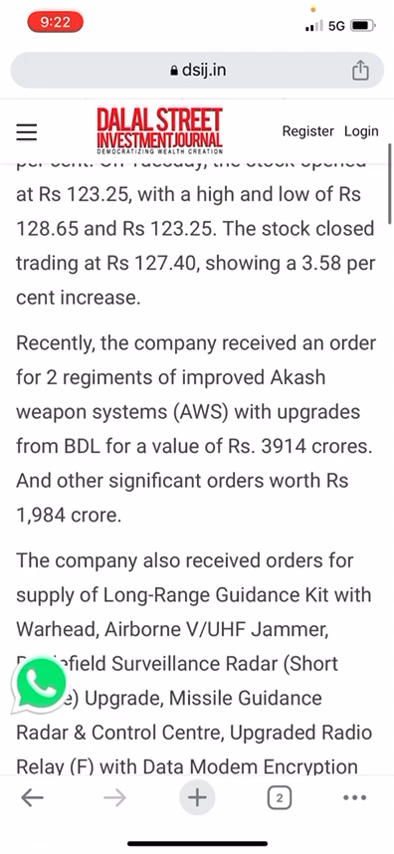 9:22
5G
dsij.in
DALAL STREET
INVESTMENT JOURNAL
DEMOCRATIZING WEALTH CREATION
Register Login
at Rs 123.25, with a high and low of Rs
128.65 and Rs 123.25. The stock closed
trading at Rs 127.40, showing a 3.58 per
cent increase.
Recently, the company received an order
for 2 regiments of improved Akash
weapon systems (AWS) with upgrades
from BDL for a value of Rs. 3914 crores.
And other significant orders worth Rs
1,984 crore.
The company also received orders for
supply of Long-Range Guidance Kit with
Warhead, Airborne V/UHF Jammer,
Surveillance Radar (Short
Upgrade, Missile Guidance
Radar & Control Centre, Upgraded Radio
Relay (F) with Data Modem Encryption
2